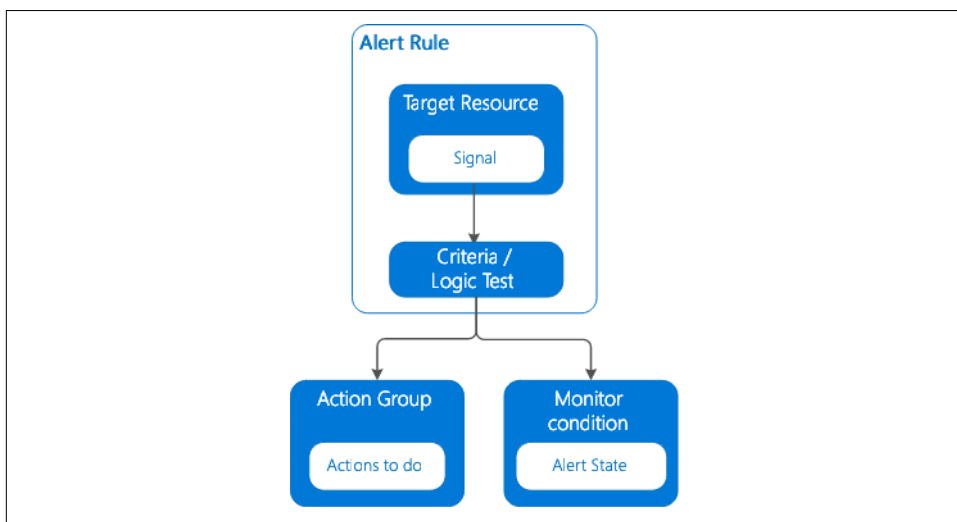 Alert Rule
Target Resource
Signal
Criteria /
Logic Test
Action Group
Actions to do
Monitor
condition
Alert State